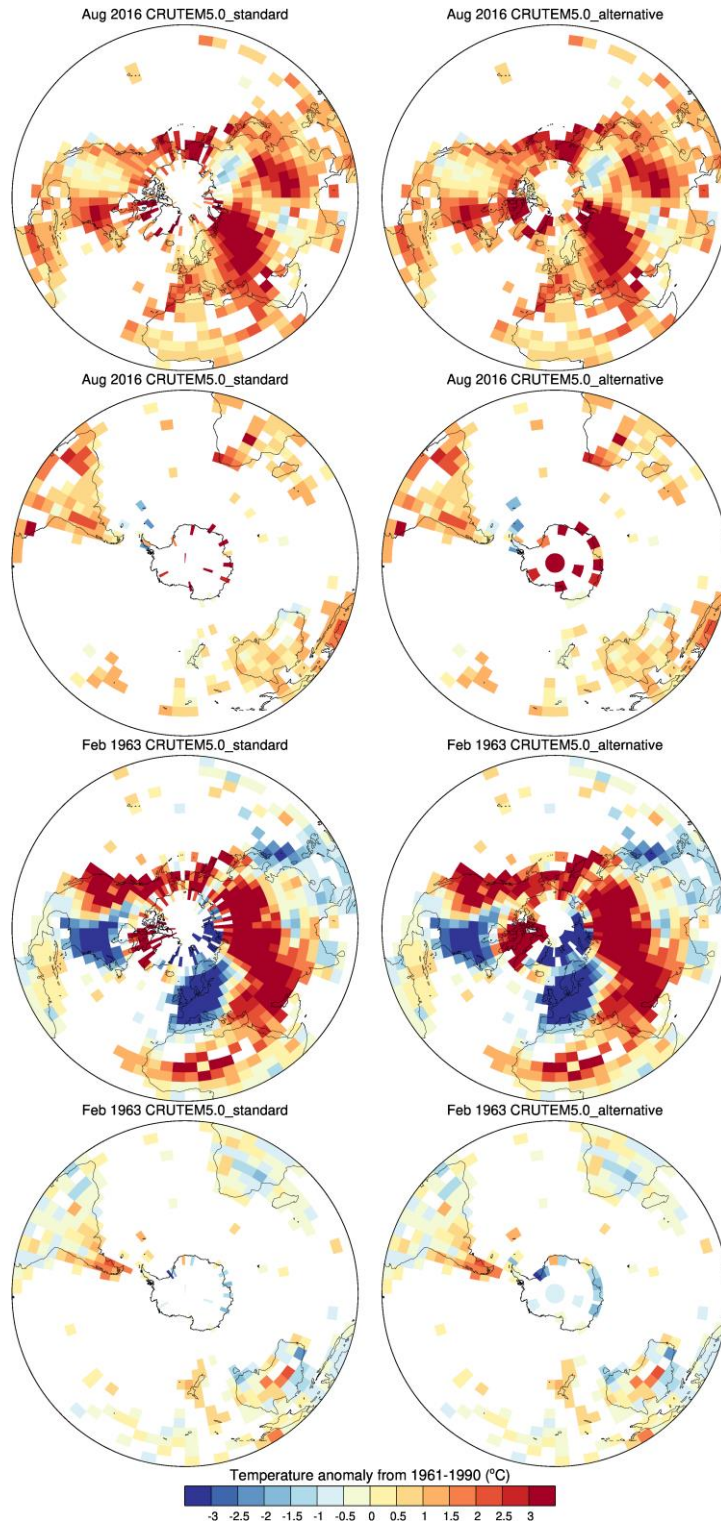 Aug 2016 CRUTEM5.0_standard
Aug 2016 CRUTEM5.0_alternative
Aug 2016 CRUTEM5.0_standard
Aug 2016 CRUTEM5.0_alternative
Feb 1963 CRUTEM5.0_standard
Feb 1963 CRUTEM5.0_alternative
Feb 1963 CRUTEM5.0_standard
Feb 1963 CRUTEM5.0_alternative
Temperature anomaly from 1961-1990 (°C)
-3 -2.5 -2 -1.5 -1 -0.5 0 0.5 1 1.5 2 2.5 3